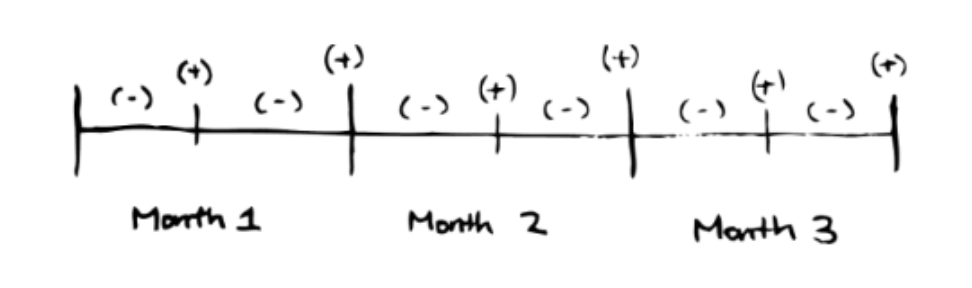 (-) (+) (-) (+) (-) (+) (-) (+) (-) (+) (-) (+)
Month 1 Month 2 Month 3